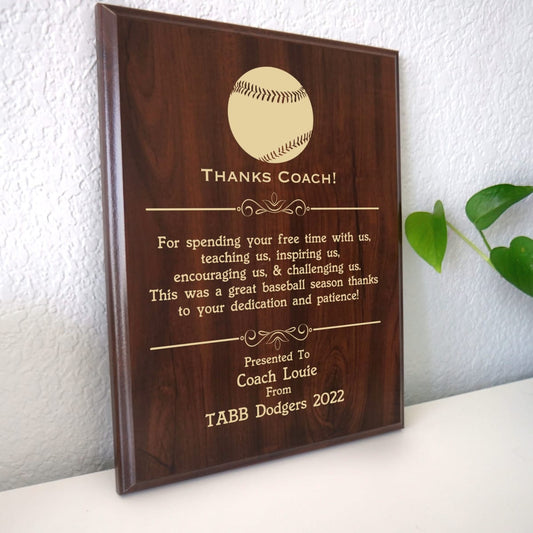 THANKS COACH!
For spending your free time with us,
teaching us, inspiring us,
encouraging us, & challenging us.
This was a great baseball season thanks
to your dedication and patience!
Presented To
Coach Louie
From
TABB Dodgers 2022